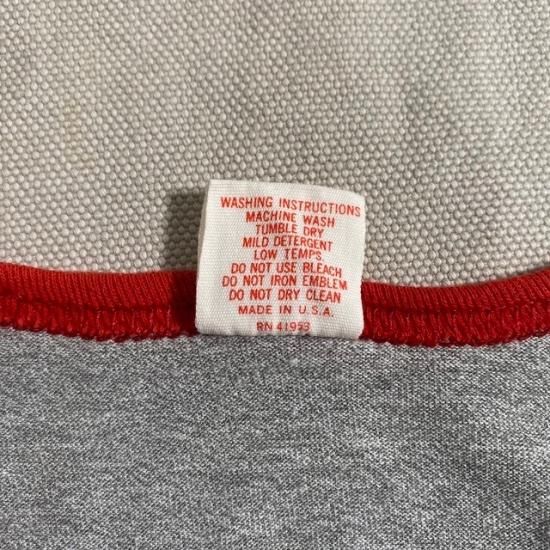 WASHING INSTRUCTIONS
MACHINE WASH
TUMBLE DRY
MILD DETERGENT
LOW TEMPS.
DO NOT USE BLEACH
DO NOT IRON EMBLEM
DO NOT DRY CLEAN
MADE IN U.S.A.
RN 41953